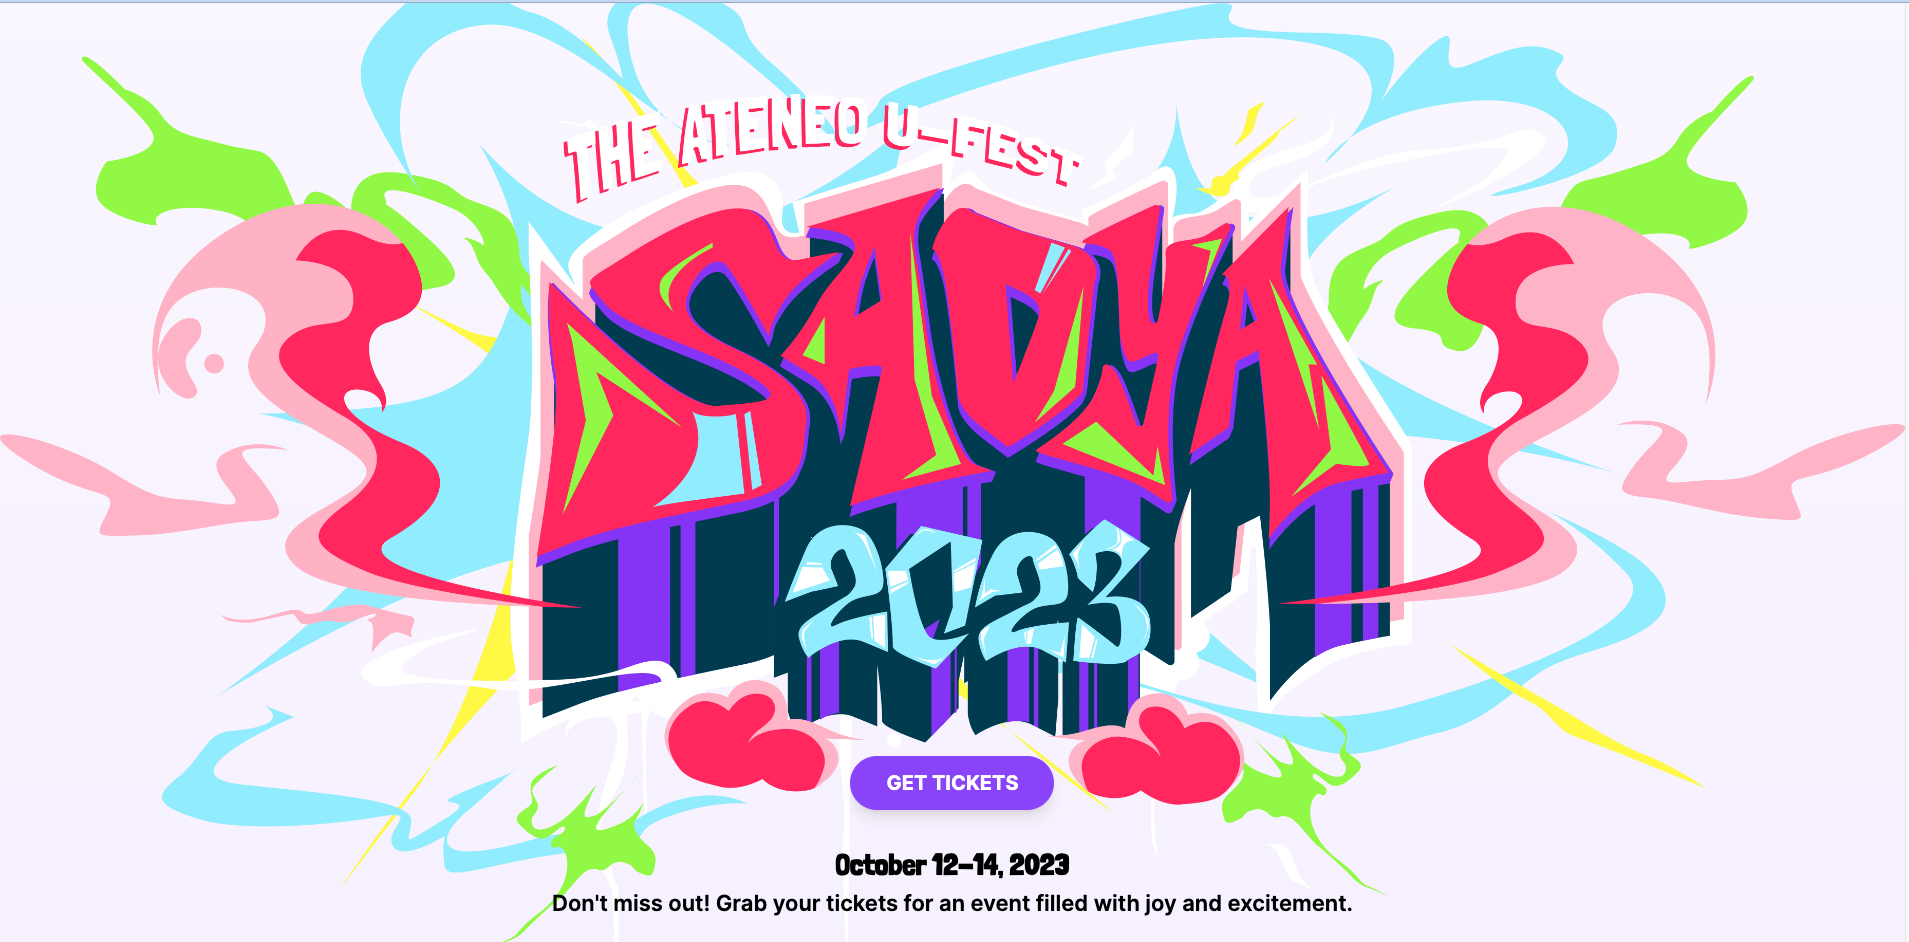 THE ATENEO U-FEST
DSAYA
2023
GET TICKETS
October 12–14, 2023
Don't miss out! Grab your tickets for an event filled with joy and excitement.